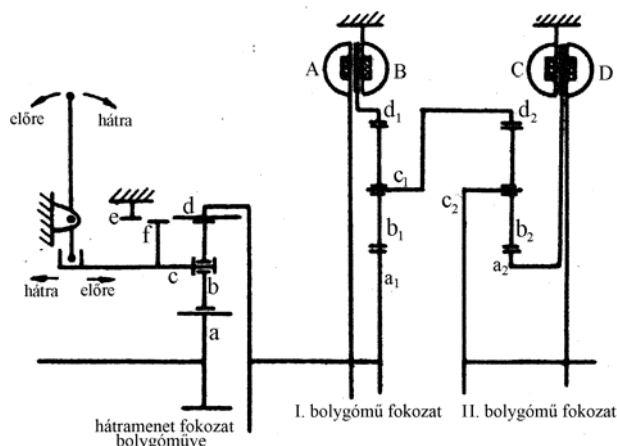 A
B
C
D
előre
hátra
d₁
d₂
e
f
d
c₁
c₂
c
b
b₁
b₂
hátra
előre
a₁
a₂
a
hátramenet fokozat
bolygóműve
I. bolygómű fokozat
II. bolygómű fokozat